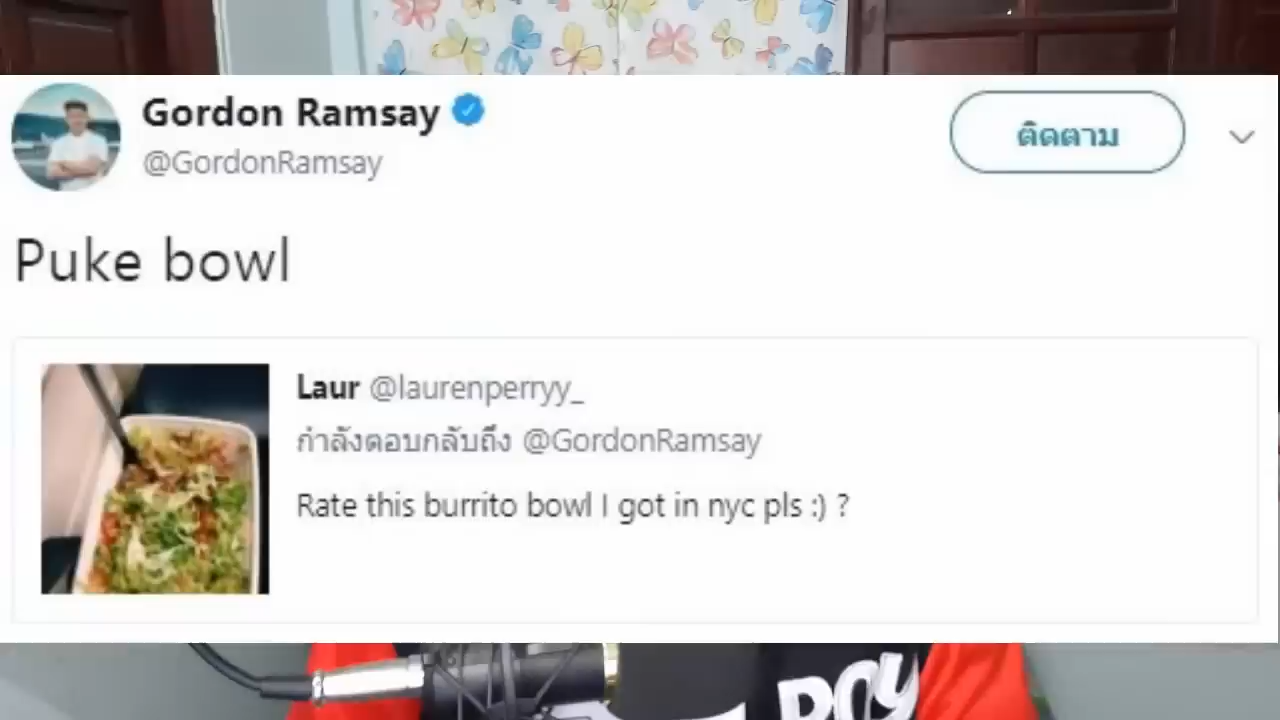 Gordon Ramsay
@GordonRamsay
ติดตาม
Puke bowl
Laur @laurenperryy_
กำลังตอบกลับถึง @GordonRamsay
Rate this burrito bowl I got in nyc pls :) ?
ROY